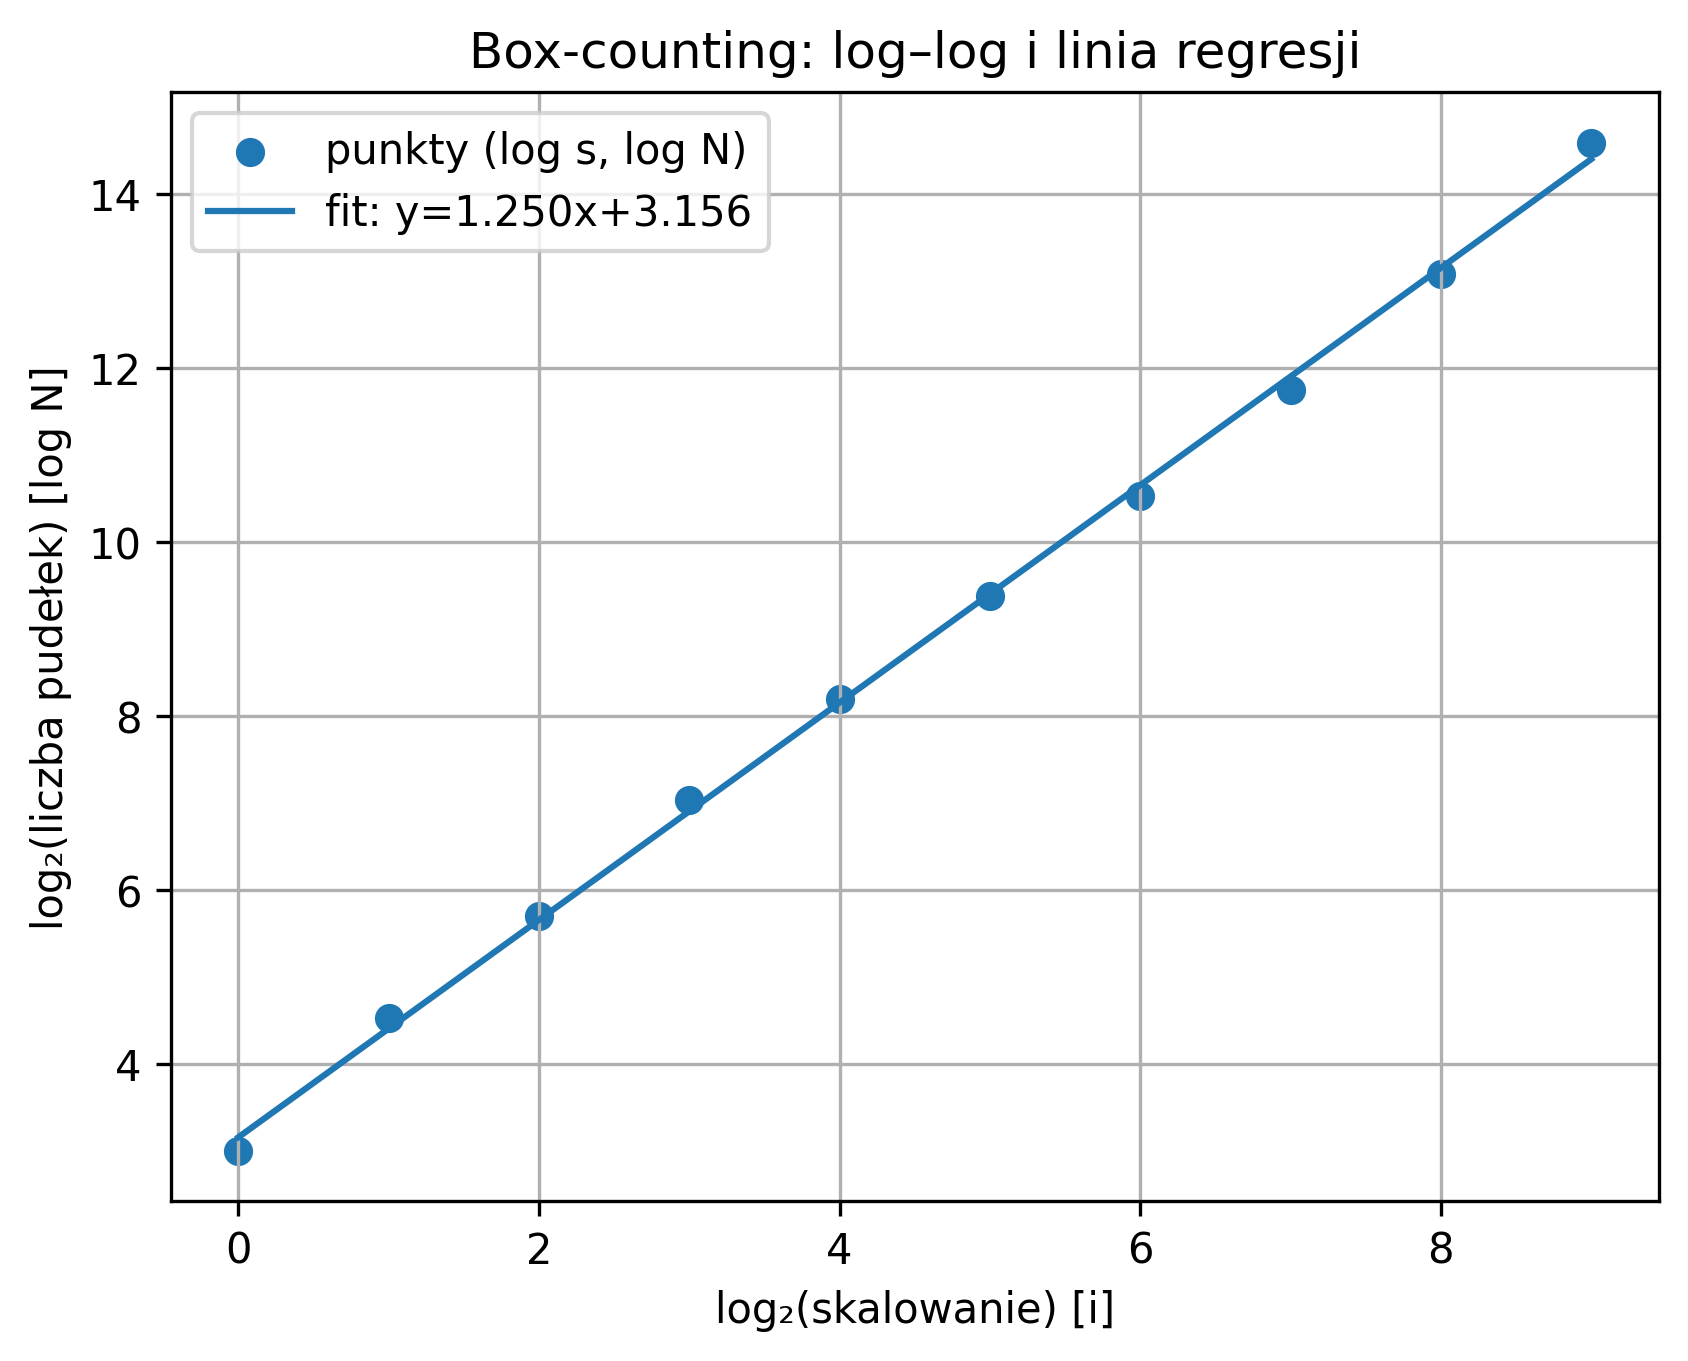 Box-counting: log–log i linia regresji
punkty (log s, log N)
fit: y=1.250x+3.156
log₂(liczba pudełek) [log N]
14
12
10
8
6
4
0 2 4 6 8
log₂(skalowanie) [i]